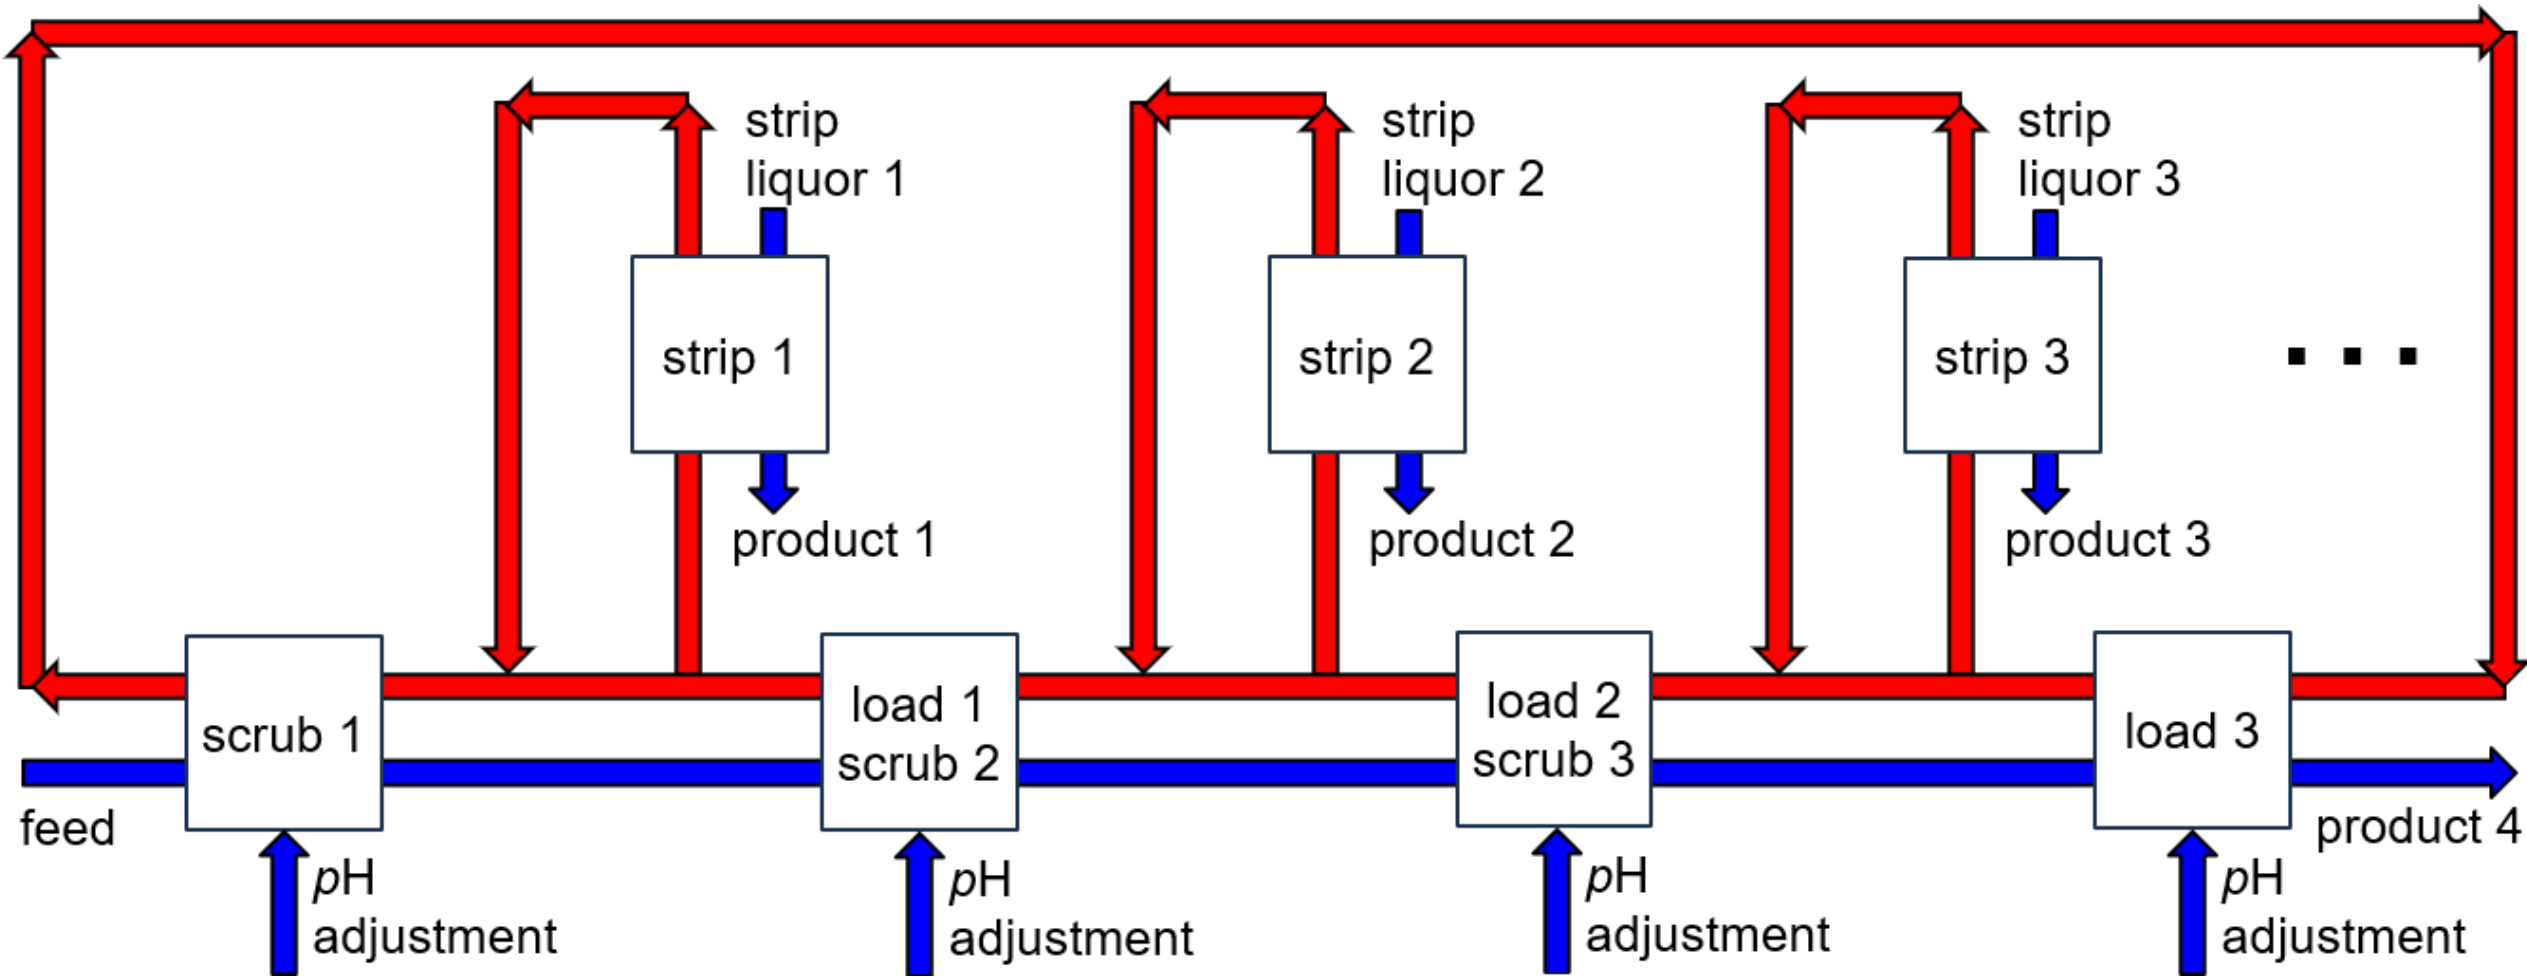 strip
liquor 1
strip
liquor 2
strip
liquor 3
strip 1
strip 2
strip 3
product 1
product 2
product 3
scrub 1
load 1
scrub 2
load 2
scrub 3
load 3
feed
product 4
pH
adjustment
pH
adjustment
pH
adjustment
pH
adjustment